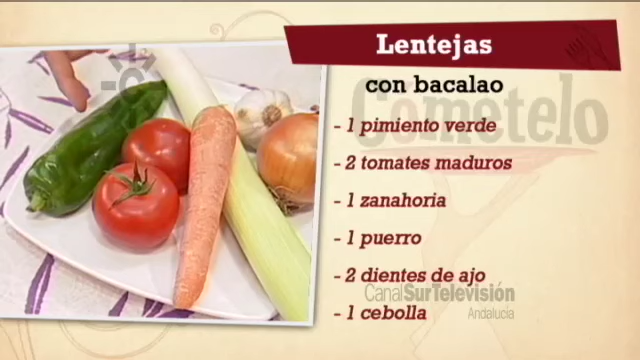 Lentejas
con bacalao
Cómetelo
- 1 pimiento verde
- 2 tomates maduros
- 1 zanahoria
- 1 puerro
- 2 dientes de ajo
CanalSurTelevisión
Andalucía
- 1 cebolla